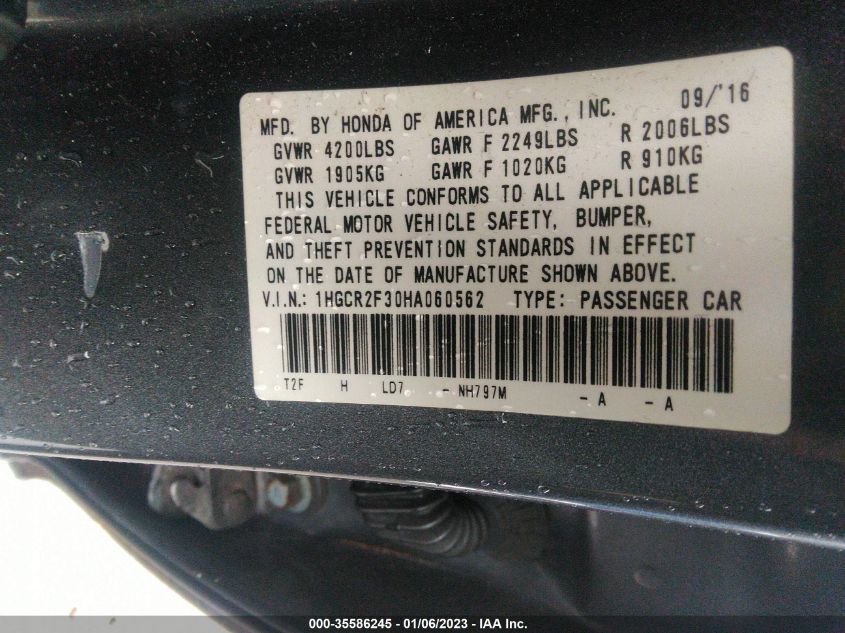 09/'16
MFD. BY HONDA OF AMERICA MFG., INC.
GVWR 4200LBS GAWR F 2249LBS R 2006LBS
GVWR 1905KG GAWR F 1020KG R 910KG
THIS VEHICLE CONFORMS TO ALL APPLICABLE
FEDERAL MOTOR VEHICLE SAFETY, BUMPER,
AND THEFT PREVENTION STANDARDS IN EFFECT
ON THE DATE OF MANUFACTURE SHOWN ABOVE.
V.I.N.: 1HGCR2F30HA060562 TYPE: PASSENGER CAR
T2F H LD7 - NH797M - A - A
000-35586245 - 01/06/2023 - IAA Inc.